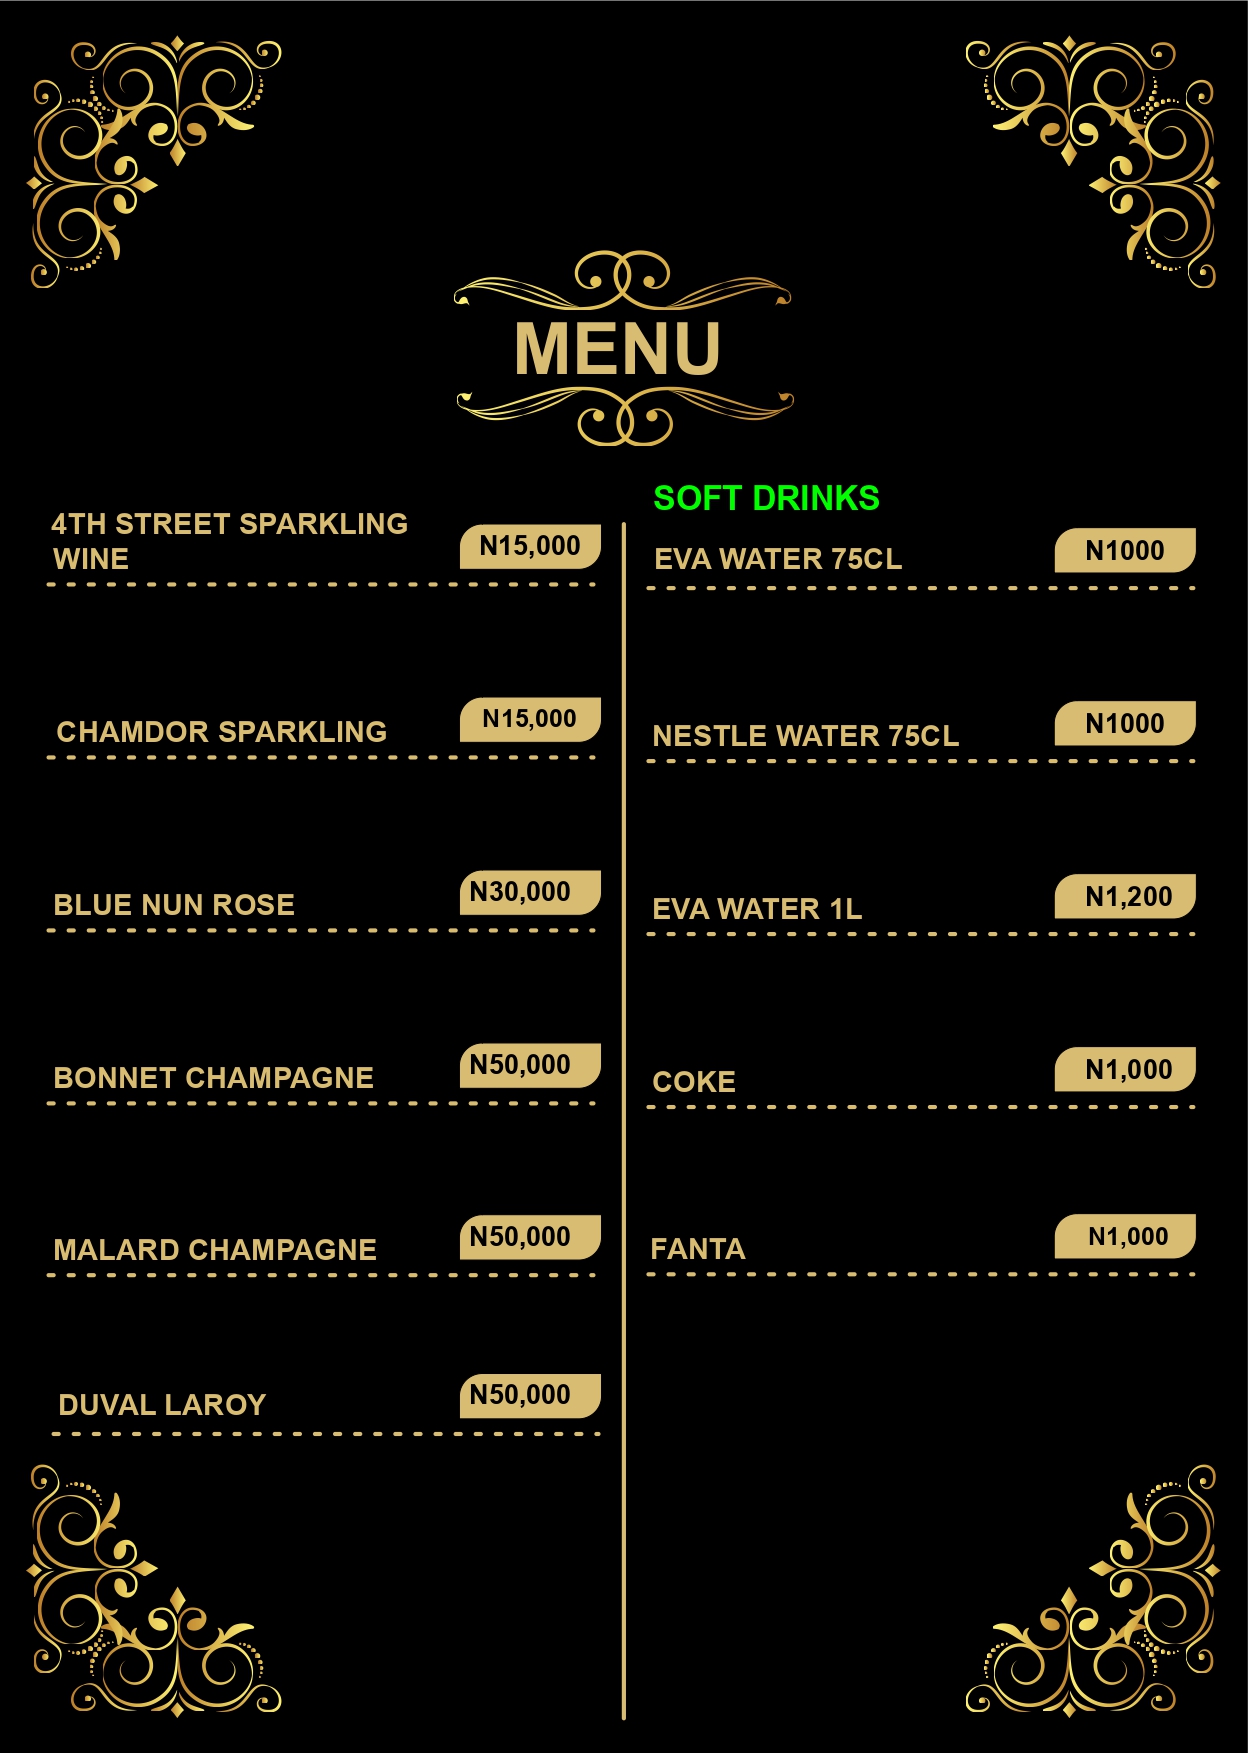 MENU
4TH STREET SPARKLING
WINE
N15,000
CHAMDOR SPARKLING
N15,000
BLUE NUN ROSE
N30,000
BONNET CHAMPAGNE
N50,000
MALARD CHAMPAGNE
N50,000
DUVAL LAROY
N50,000
SOFT DRINKS
EVA WATER 75CL
N1000
NESTLE WATER 75CL
N1000
EVA WATER 1L
N1,200
COKE
N1,000
FANTA
N1,000